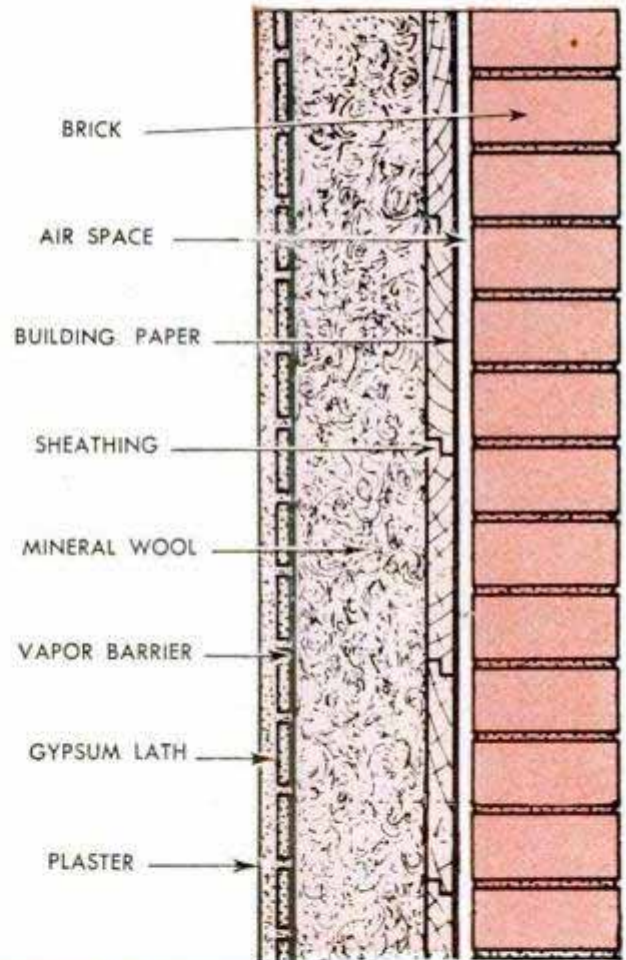 BRICK
AIR SPACE
BUILDING PAPER
SHEATHING
MINERAL WOOL
VAPOR BARRIER
GYPSUM LATH
PLASTER